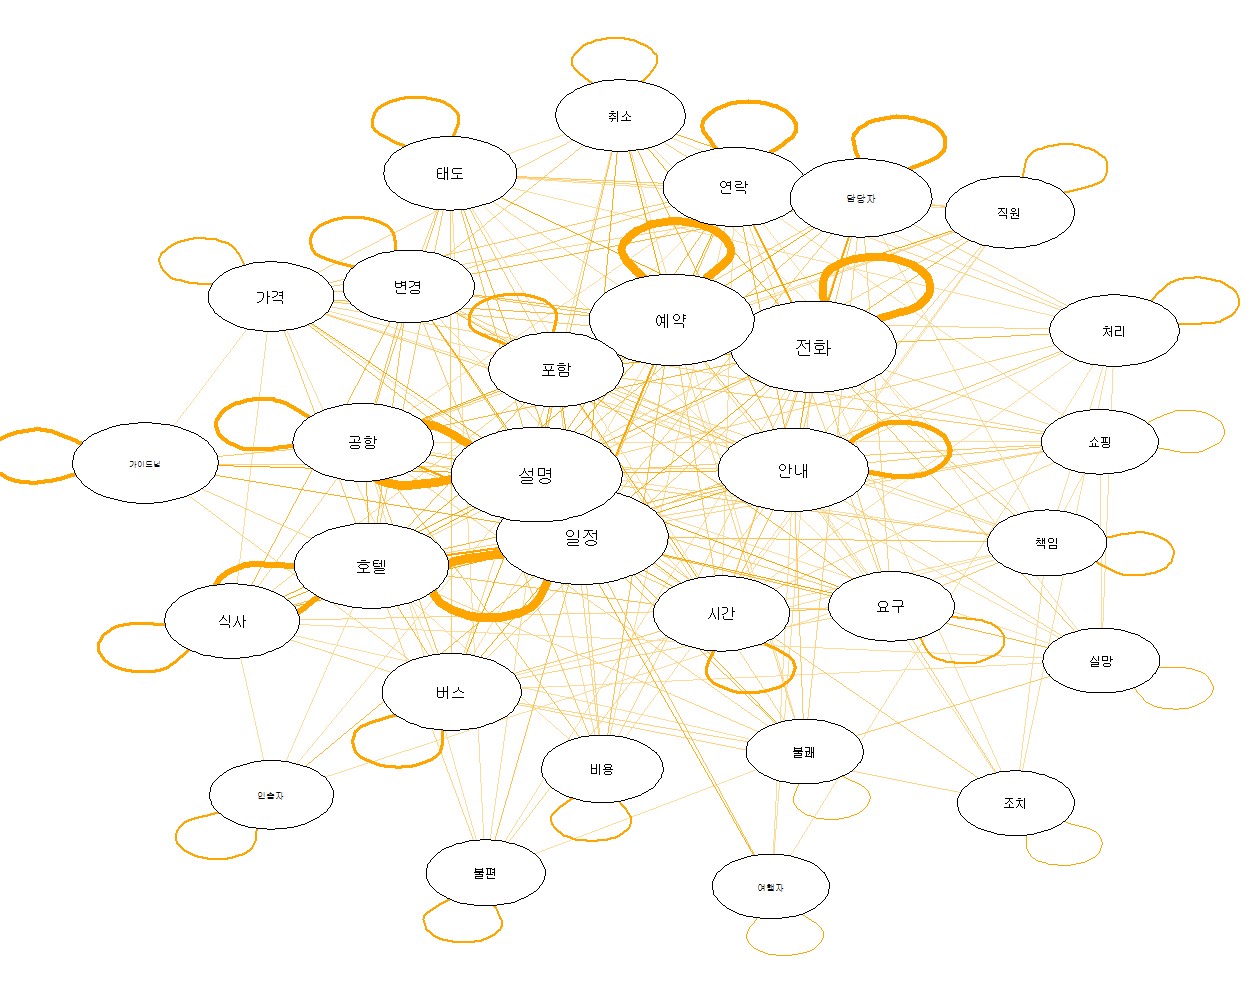 취소
태도
연락
담당자
직원
변경
가격
예약
처리
전화
포함
공항
쇼핑
가이드님
설명
안내
일정
책임
호텔
요구
시간
식사
실망
버스
불쾌
비용
인솔자
조치
불편
여행자